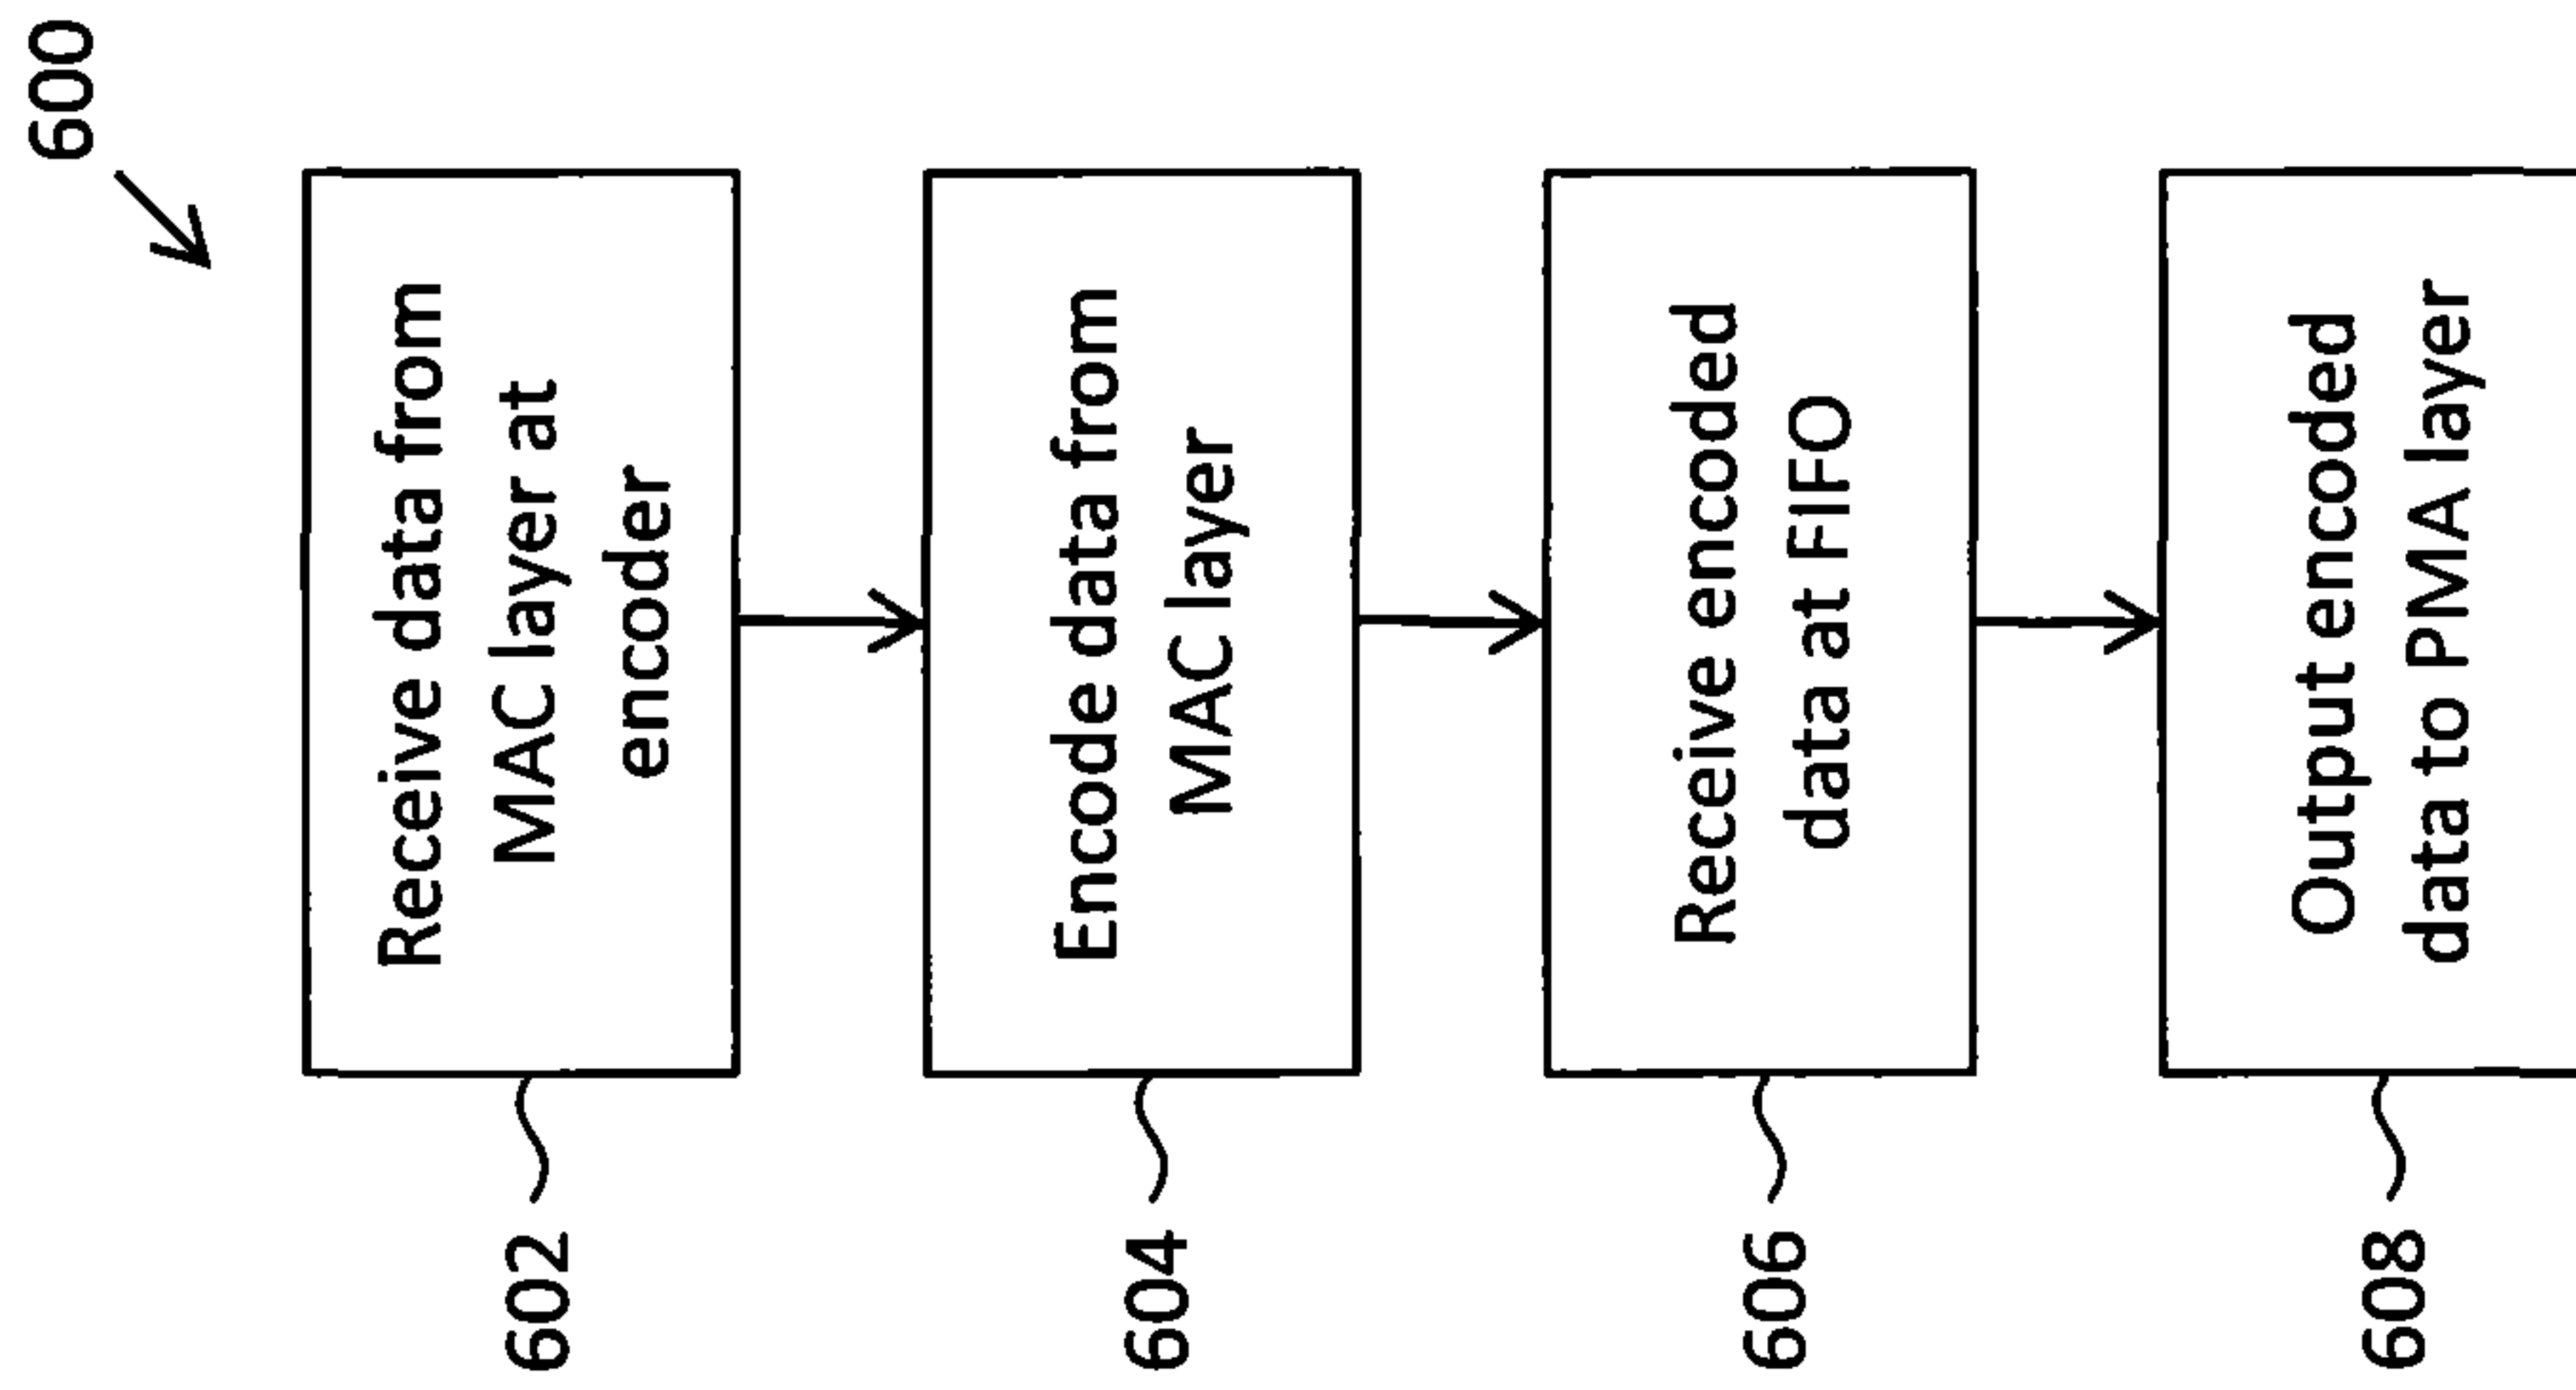 600
602
Receive data from
MAC layer at
encoder
604
Encode data from
MAC layer
606
Receive encoded
data at FIFO
608
Output encoded
data to PMA layer